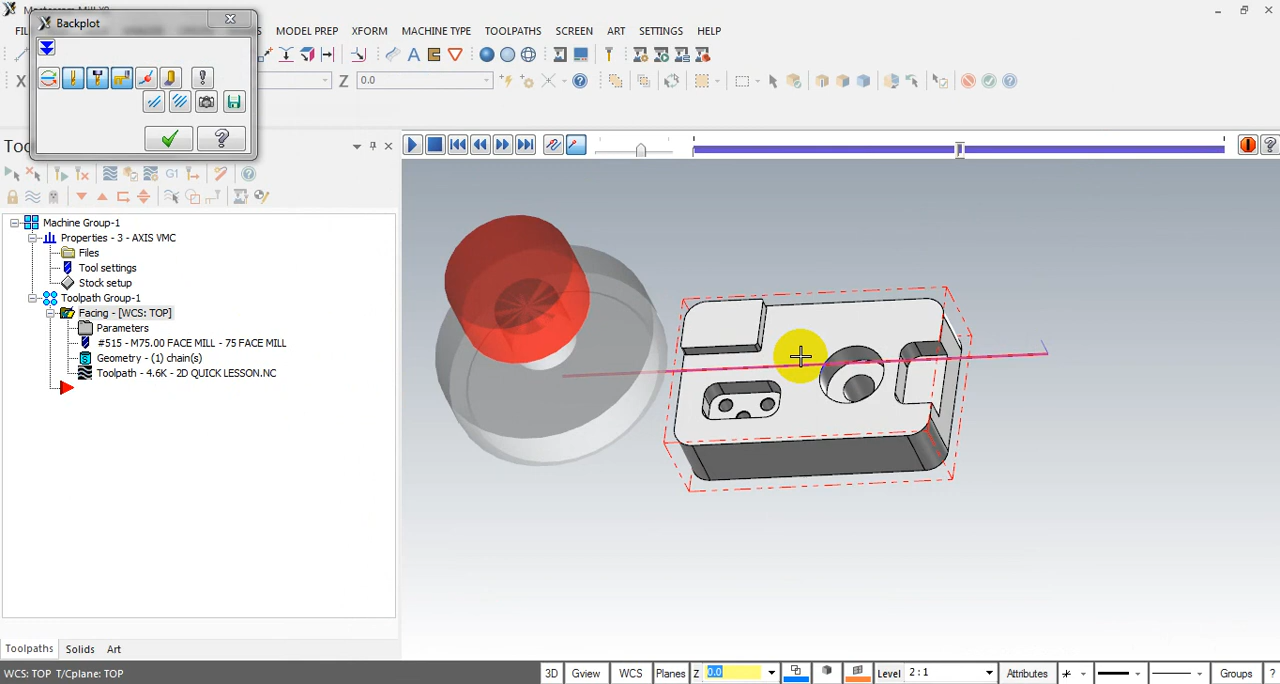 Backplot
MODEL PREP XFORM MACHINE TYPE TOOLPATHS SCREEN ART SETTINGS HELP
Z 0.0
Machine Group-1
Properties - 3 - AXIS VMC
Files
Tool settings
Stock setup
Toolpath Group-1
Facing - [WCS: TOP]
Parameters
#515 - M75.00 FACE MILL - 75 FACE MILL
Geometry - (1) chain(s)
Toolpath - 4.6K - 2D QUICK LESSON.NC
Toolpaths Solids Art
WCS: TOP T/Cplane: TOP
3D Gview WCS Planes Z 0.0 Level 2 : 1 Attributes Groups ?